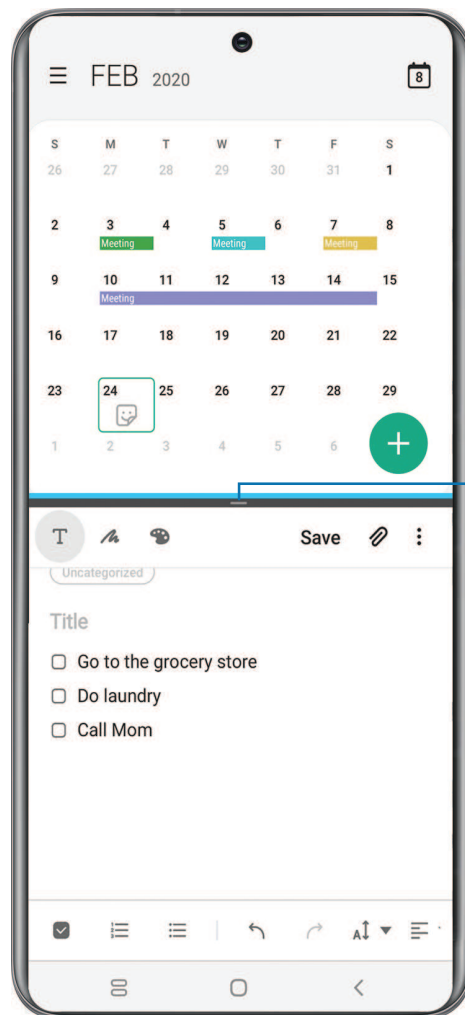 FEB 2020
8
S M T W T F S
26 27 28 29 30 31 1
2 3 4 5 6 7 8
Meeting Meeting Meeting
9 10 11 12 13 14 15
Meeting
16 17 18 19 20 21 22
23 24 25 26 27 28 29
1 2 3 4 5 6
T Save
Uncategorized
Title
Go to the grocery store
Do laundry
Call Mom
A